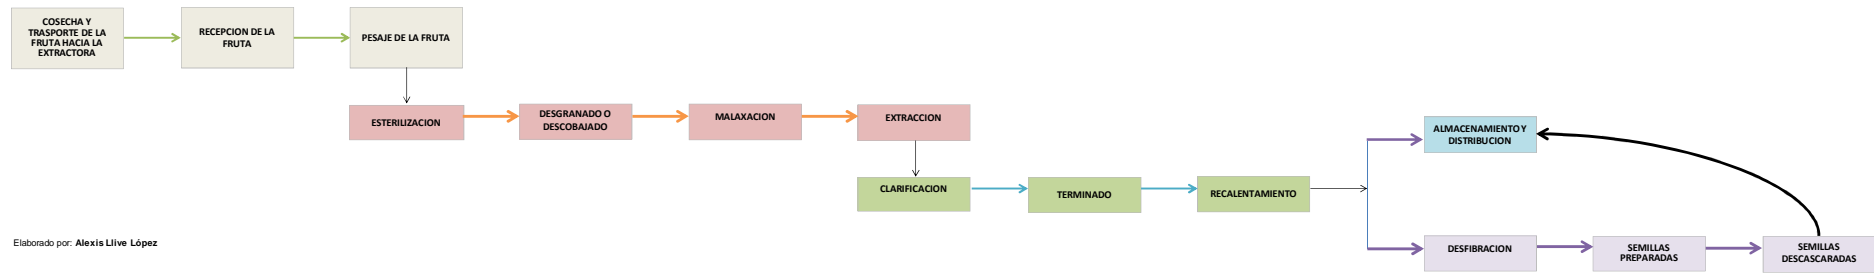 COSECHA Y
TRASPORTE DE LA
FRUTA HACIA LA
EXTRACTORA
RECEPCION DE LA
FRUTA
PESAJE DE LA FRUTA
ESTERILIZACION
DESGRANADO O
DESCOBAJADO
MALAXACION
EXTRACCION
CLARIFICACION
TERMINADO
RECALENTAMIENTO
ALMACENAMIENTO Y
DISTRIBUCION
DESFIBRACION
SEMILLAS
PREPARADAS
SEMILLAS
DESCASCARADAS
Elaborado por: Alexis Llive López